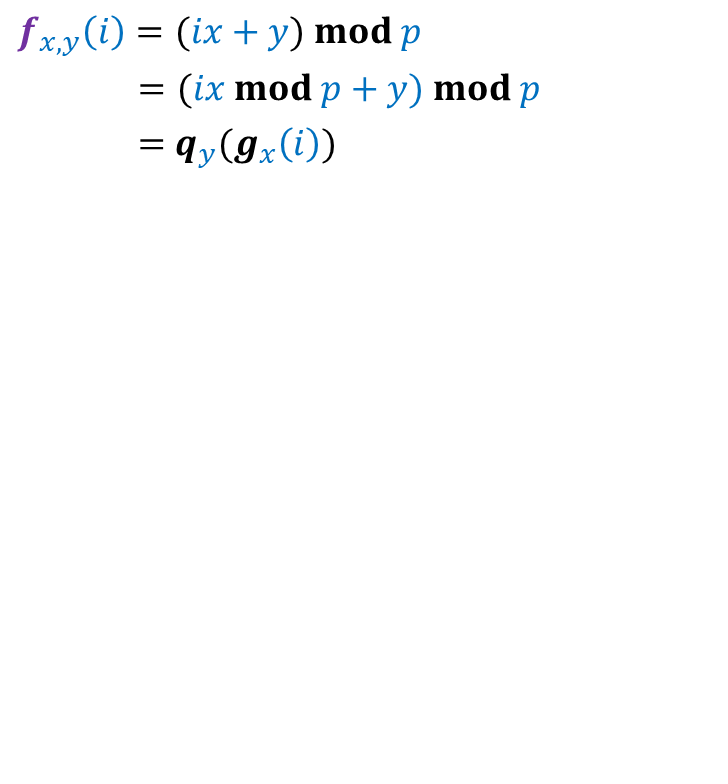 f_{x,y}(i) = (ix + y) mod p
= (ix mod p + y) mod p
= q_y(g_x(i))